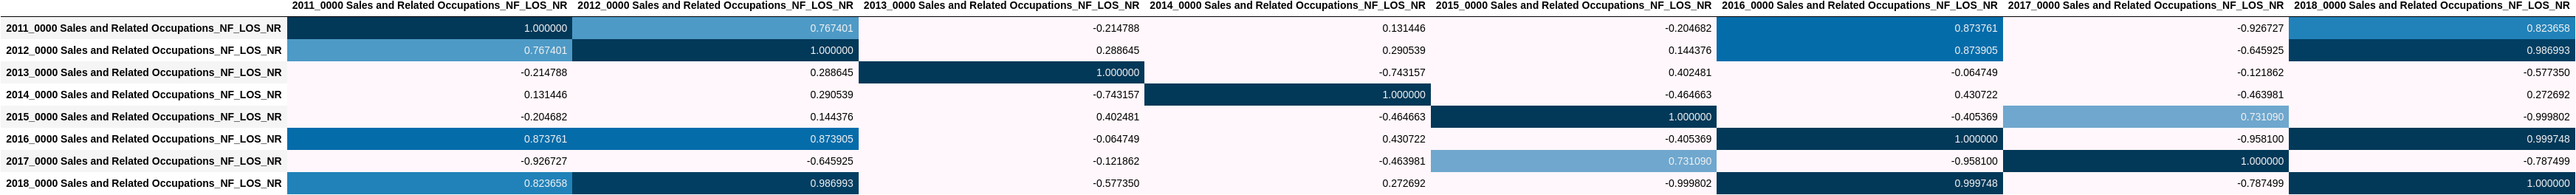 2011_0000 Sales and Related Occupations_NF_LOS_NR 2012_0000 Sales and Related Occupations_NF_LOS_NR 2013_0000 Sales and Related Occupations_NF_LOS_NR 2014_0000 Sales and Related Occupations_NF_LOS_NR 2015_0000 Sales and Related Occupations_NF_LOS_NR 2016_0000 Sales and Related Occupations_NF_LOS_NR 2017_0000 Sales and Related Occupations_NF_LOS_NR 2018_0000 Sales and Related Occupations_NF_LOS_NR
2011_0000 Sales and Related Occupations_NF_LOS_NR 1.000000 0.767401 -0.214788 0.131446 -0.204682 0.873761 -0.926727 0.823658
2012_0000 Sales and Related Occupations_NF_LOS_NR 0.767401 1.000000 0.288645 0.290539 0.144376 0.873905 -0.645925 0.986993
2013_0000 Sales and Related Occupations_NF_LOS_NR -0.214788 0.288645 1.000000 -0.743157 0.402481 -0.064749 -0.121862 -0.577350
2014_0000 Sales and Related Occupations_NF_LOS_NR 0.131446 0.290539 -0.743157 1.000000 -0.464663 0.430722 -0.463981 0.272692
2015_0000 Sales and Related Occupations_NF_LOS_NR -0.204682 0.144376 0.402481 -0.464663 1.000000 -0.405369 0.731090 -0.999802
2016_0000 Sales and Related Occupations_NF_LOS_NR 0.873761 0.873905 -0.064749 0.430722 -0.405369 1.000000 -0.958100 0.999748
2017_0000 Sales and Related Occupations_NF_LOS_NR -0.926727 -0.645925 -0.121862 -0.463981 0.731090 -0.958100 1.000000 -0.787499
2018_0000 Sales and Related Occupations_NF_LOS_NR 0.823658 0.986993 -0.577350 0.272692 -0.999802 0.999748 -0.787499 1.000000